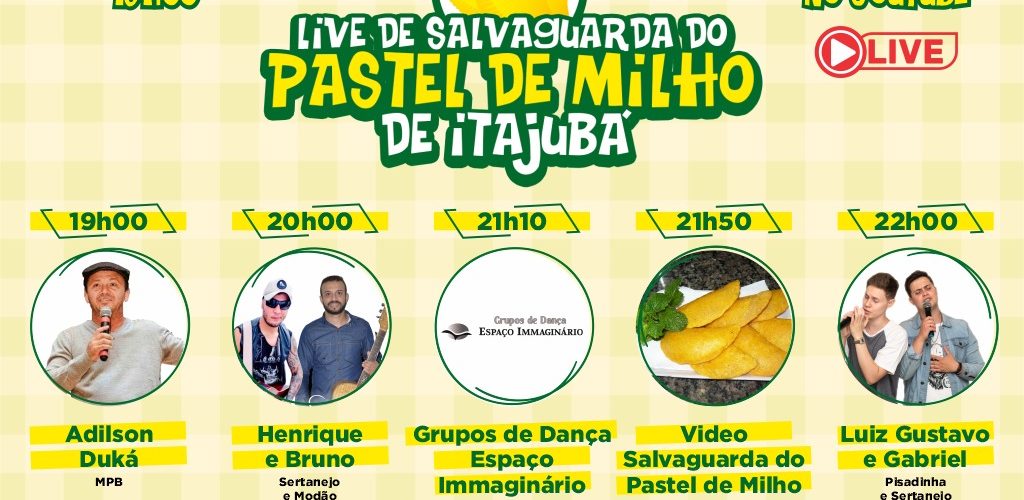 LIVE DE SALVAGUARDA DO
PASTEL DE MILHO
DE ITAJUBÁ
LIVE
19h00
20h00
21h10
21h50
22h00
Grupos de Dança
ESPAÇO IMMAGINÁRIO
Adilson
Duká
MPB
Henrique
e Bruno
Sertanejo
e Modão
Grupos de Dança
Espaço
Immaginário
Video
Salvaguarda do
Pastel de Milho
Luiz Gustavo
e Gabriel
Pisadinha
e Sertanejo